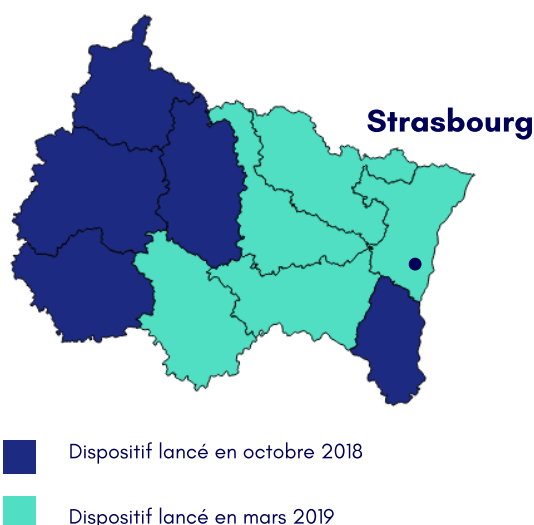 Strasbourg
Dispositif lancé en octobre 2018
Dispositif lancé en mars 2019